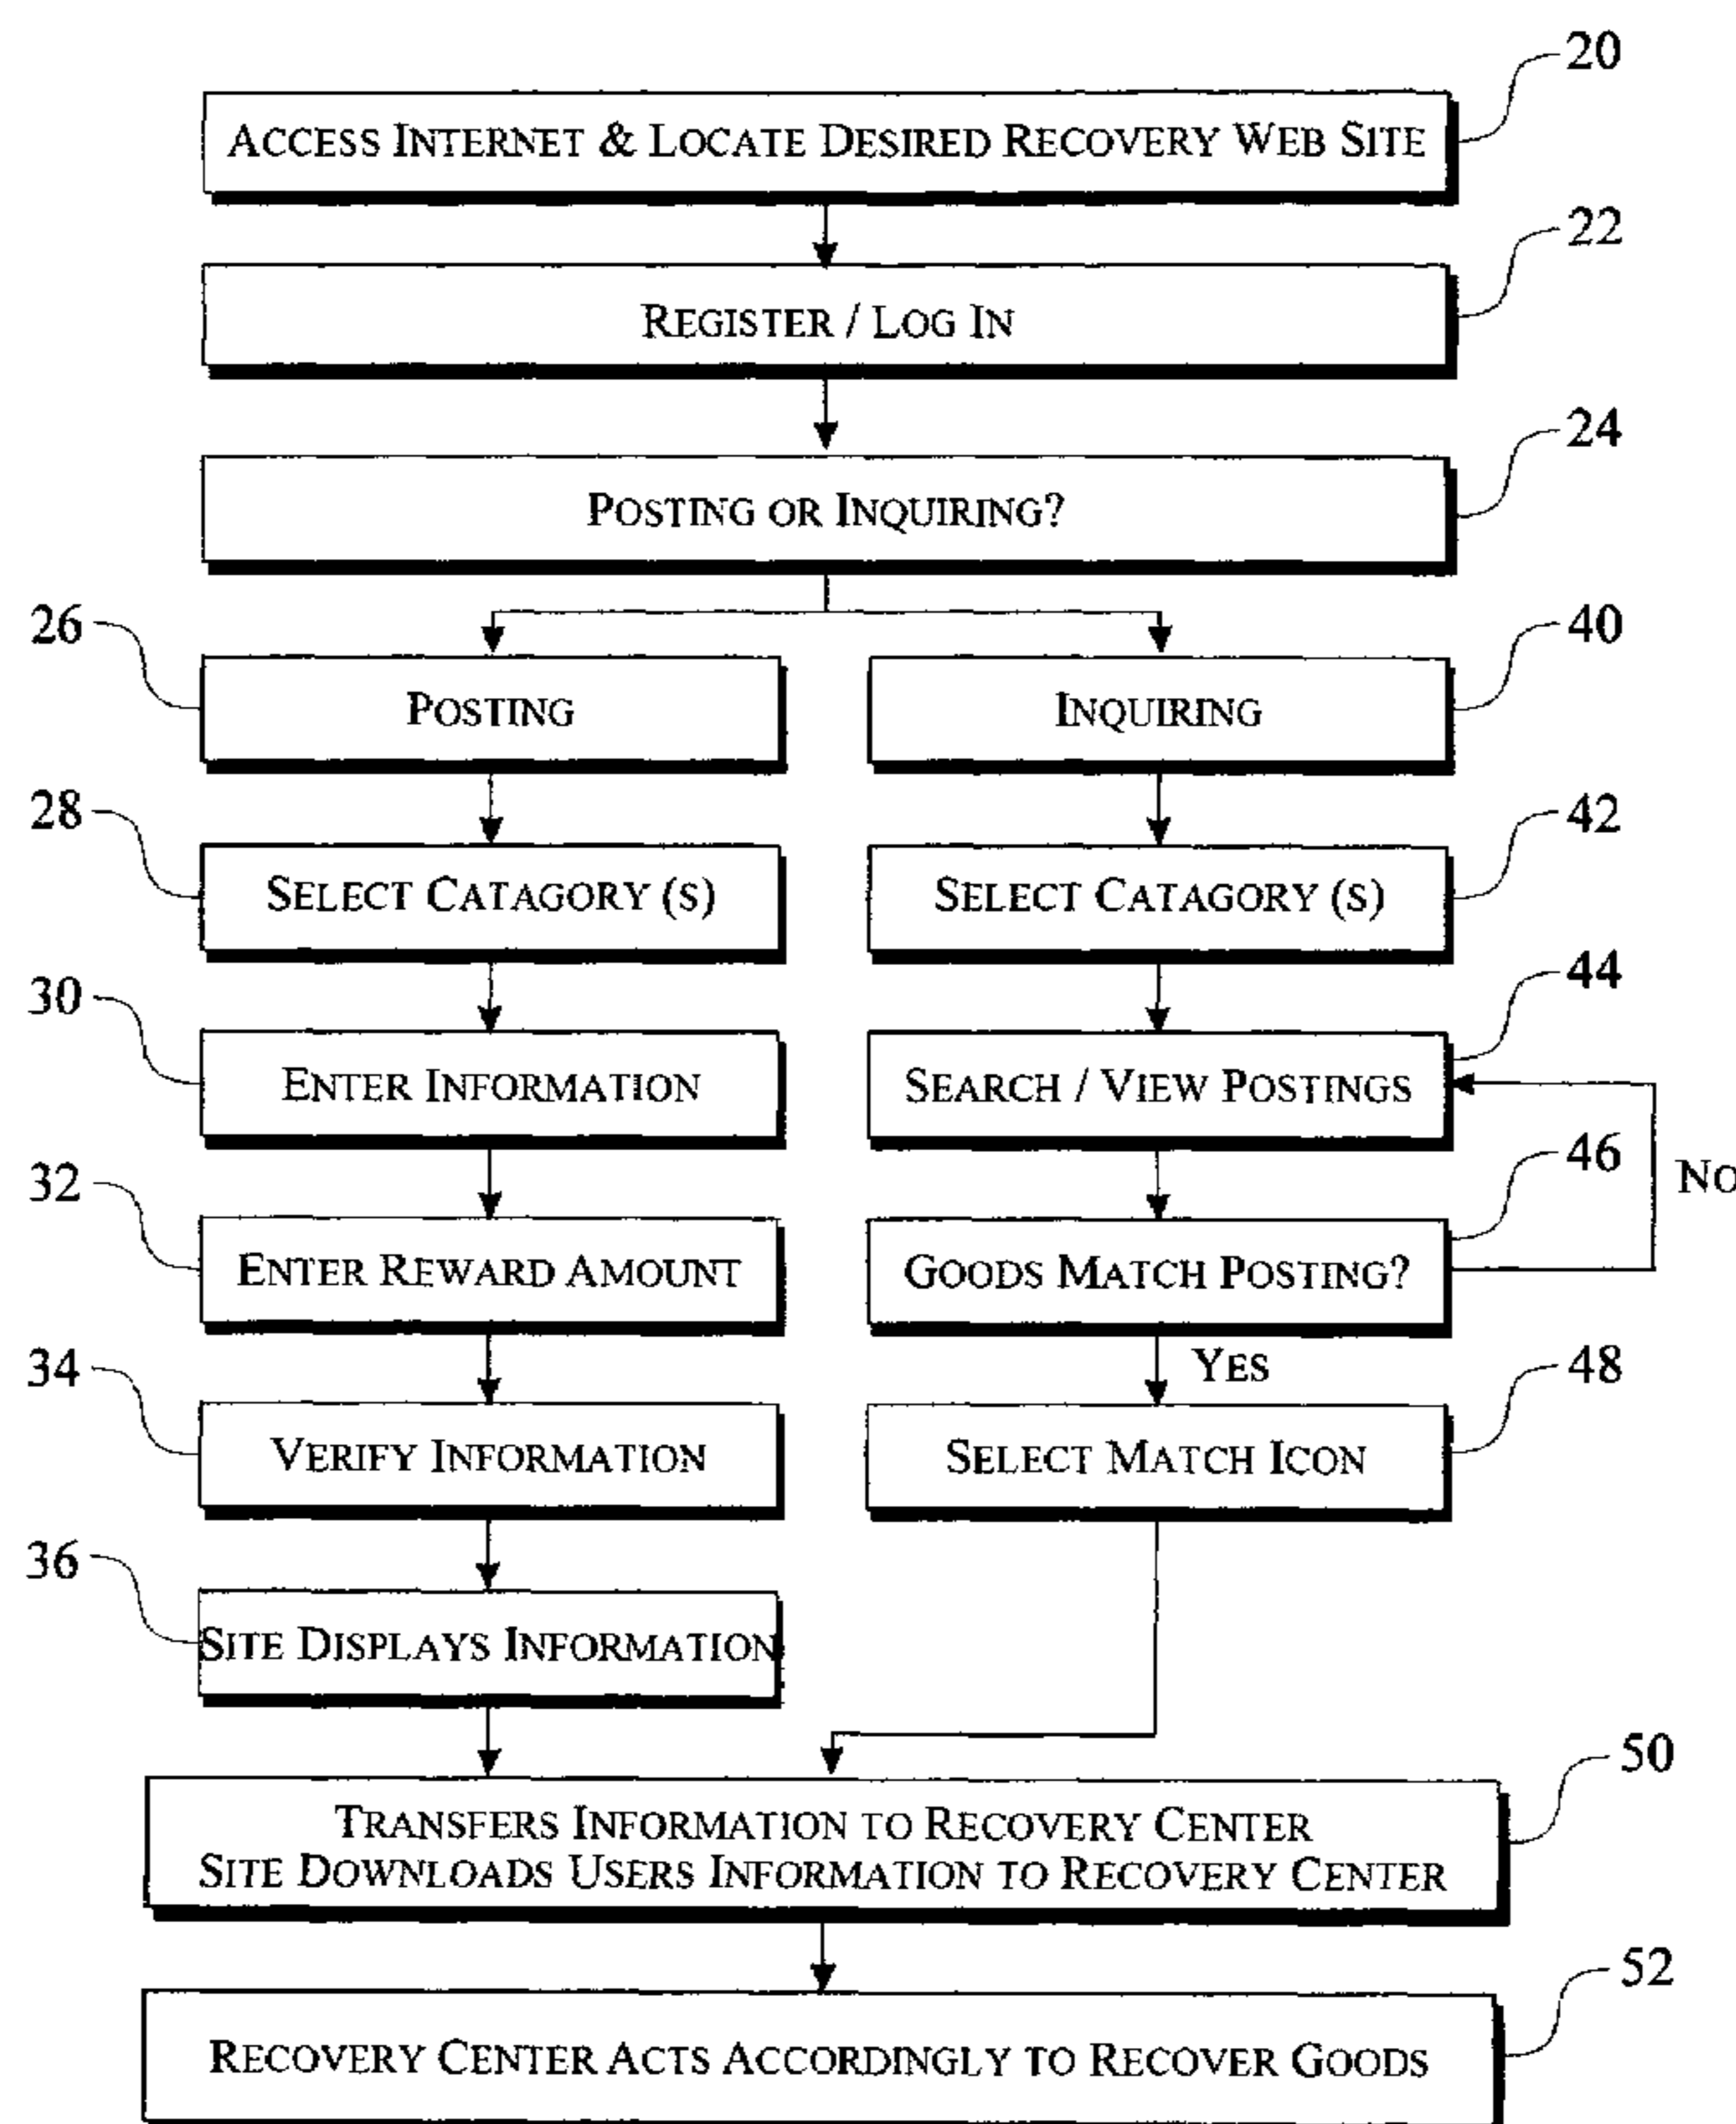 20
ACCESS INTERNET & LOCATE DESIRED RECOVERY WEB SITE
22
REGISTER / LOG IN
24
POSTING OR INQUIRING?
26
POSTING
40
INQUIRING
28
SELECT CATAGORY (S)
42
SELECT CATAGORY (S)
30
ENTER INFORMATION
44
SEARCH / VIEW POSTINGS
32
ENTER REWARD AMOUNT
46
GOODS MATCH POSTING?
NO
YES
34
VERIFY INFORMATION
48
SELECT MATCH ICON
36
SITE DISPLAYS INFORMATION
50
TRANSFERS INFORMATION TO RECOVERY CENTER
SITE DOWNLOADS USERS INFORMATION TO RECOVERY CENTER
52
RECOVERY CENTER ACTS ACCORDINGLY TO RECOVER GOODS